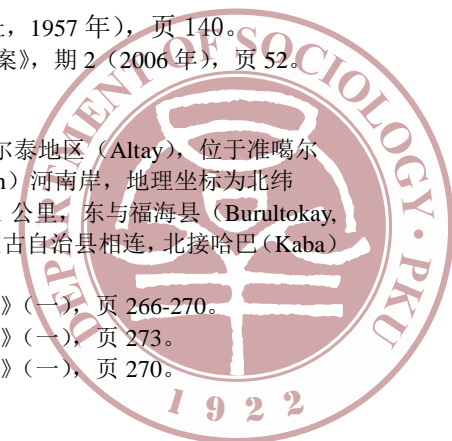 1957 年），页 140。
案》，期 2（2006 年），页 52。
尔泰地区（Altay），位于准噶尔
河南岸，地理坐标为北纬
公里，东与福海县（Burultokay,
古自治县相连，北接哈巴（Kaba）
》（一），页 266-270。
》（一），页 273。
》（一），页 270。
DEPARTMENT OF SOCIOLOGY · PKU
1922